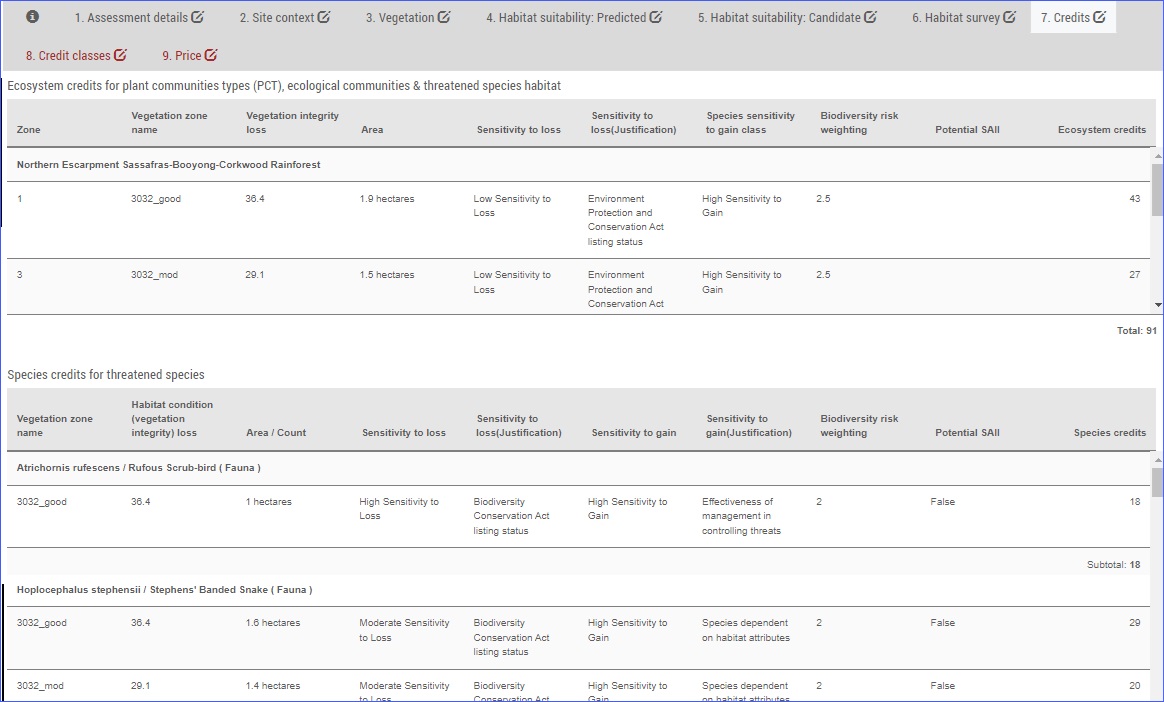 1. Assessment details 2. Site context 3. Vegetation 4. Habitat suitability: Predicted 5. Habitat suitability: Candidate 6. Habitat survey 7. Credits
8. Credit classes 9. Price
Ecosystem credits for plant communities types (PCT), ecological communities & threatened species habitat
Zone Vegetation zone name Vegetation integrity loss Area Sensitivity to loss Sensitivity to loss(Justification) Species sensitivity to gain class Biodiversity risk weighting Potential SAII Ecosystem credits
Northern Escarpment Sassafras-Booyong-Corkwood Rainforest
1 3032_good 36.4 1.9 hectares Low Sensitivity to Loss Environment Protection and Conservation Act listing status High Sensitivity to Gain 2.5 43
3 3032_mod 29.1 1.5 hectares Low Sensitivity to Loss Environment Protection and Conservation Act High Sensitivity to Gain 2.5 27
Total: 91
Species credits for threatened species
Vegetation zone name Habitat condition (vegetation integrity) loss Area / Count Sensitivity to loss Sensitivity to loss(Justification) Sensitivity to gain Sensitivity to gain(Justification) Biodiversity risk weighting Potential SAII Species credits
Atrichornis rufescens / Rufous Scrub-bird ( Fauna )
3032_good 36.4 1 hectares High Sensitivity to Loss Biodiversity Conservation Act listing status High Sensitivity to Gain Effectiveness of management in controlling threats 2 False 18
Subtotal: 18
Hoplocephalus stephensii / Stephens' Banded Snake ( Fauna )
3032_good 36.4 1.6 hectares Moderate Sensitivity to Loss Biodiversity Conservation Act listing status High Sensitivity to Gain Species dependent on habitat attributes 2 False 29
3032_mod 29.1 1.4 hectares Moderate Sensitivity to Loss Biodiversity Conservation Act High Sensitivity to Gain Species dependent on habitat attributes 2 False 20